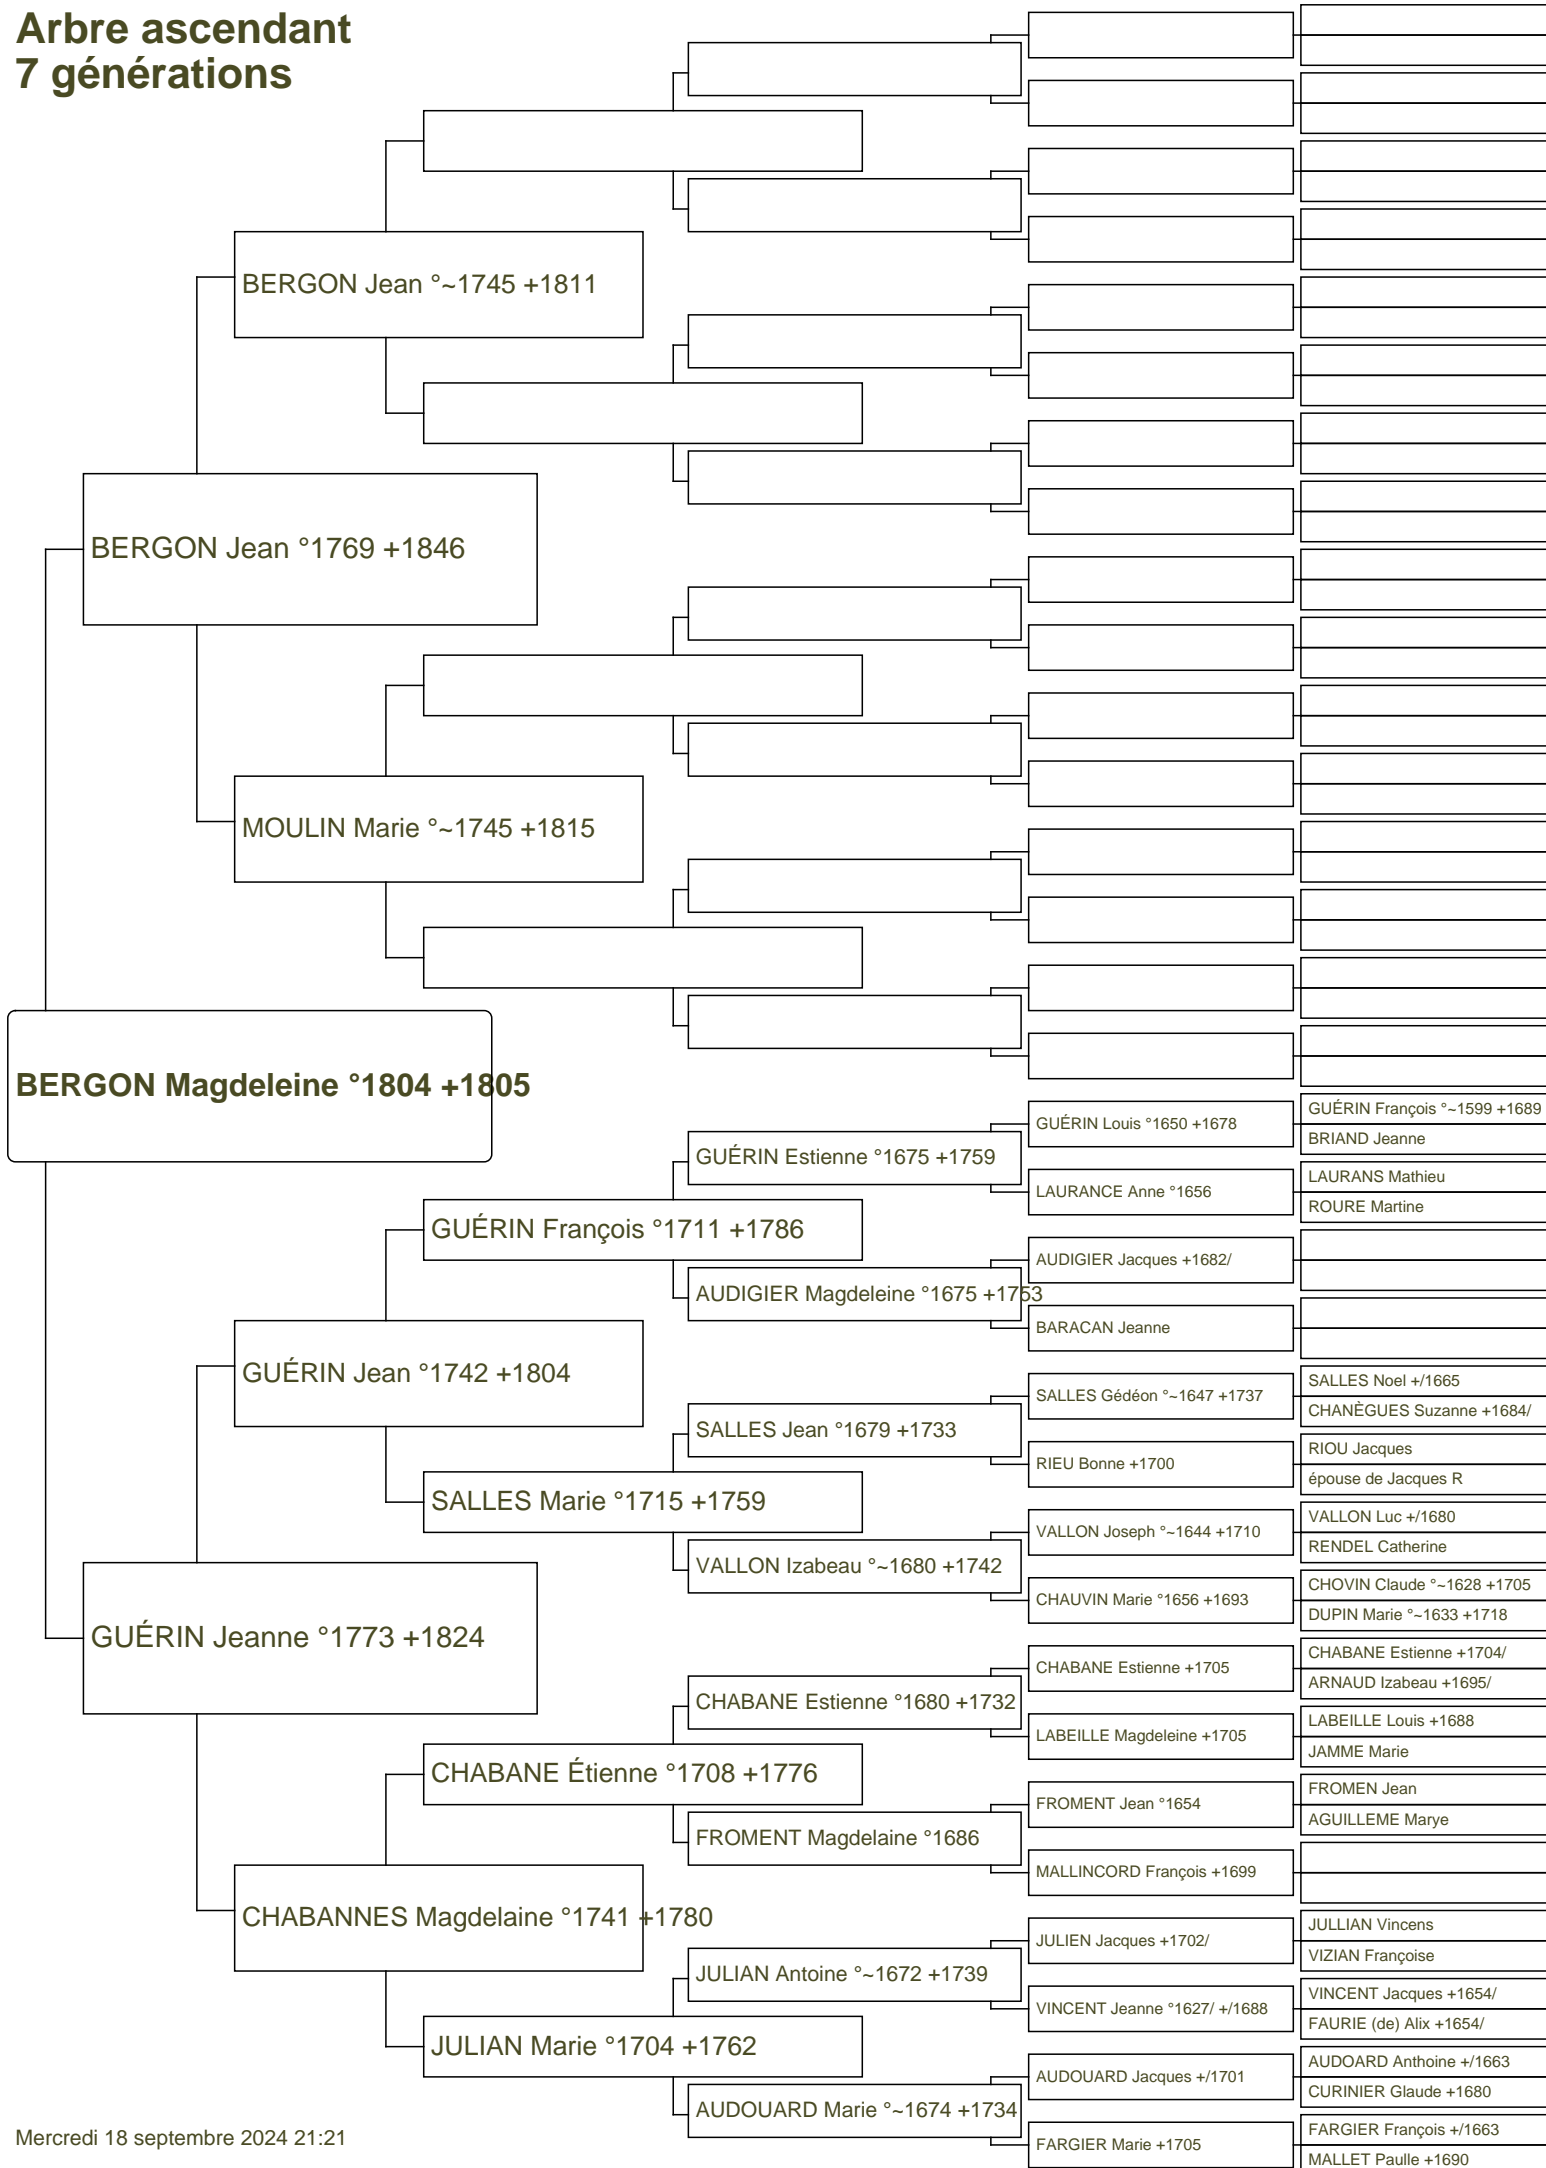 Arbre ascendant
7 générations
BERGON Jean °~1745 +1811
BERGON Jean °1769 +1846
MOULIN Marie °~1745 +1815
BERGON Magdeleine °1804 +1805
GUÉRIN François °~1599 +1689
GUÉRIN Louis °1650 +1678
BRIAND Jeanne
GUÉRIN Estienne °1675 +1759
LAURANS Mathieu
LAURANCE Anne °1656
ROURE Martine
GUÉRIN François °1711 +1786
AUDIGIER Jacques +1682/
AUDIGIER Magdeleine °1675 +1753
BARACAN Jeanne
GUÉRIN Jean °1742 +1804
SALLES Noel +/1665
SALLES Gédéon °~1647 +1737
CHANÈGUES Suzanne +1684/
SALLES Jean °1679 +1733
RIOU Jacques
RIEU Bonne +1700
épouse de Jacques R
SALLES Marie °1715 +1759
VALLON Luc +/1680
VALLON Joseph °~1644 +1710
RENDEL Catherine
VALLON Izabeau °~1680 +1742
CHOVIN Claude °~1628 +1705
CHAUVIN Marie °1656 +1693
DUPIN Marie °~1633 +1718
GUÉRIN Jeanne °1773 +1824
CHABANE Estienne +1704/
CHABANE Estienne +1705
ARNAUD Izabeau +1695/
CHABANE Estienne °1680 +1732
LABEILLE Louis +1688
LABEILLE Magdeleine +1705
JAMME Marie
CHABANE Étienne °1708 +1776
FROMEN Jean
FROMENT Jean °1654
AGUILLEME Marye
FROMENT Magdelaine °1686
MALLINCORD François +1699
CHABANNES Magdelaine °1741 +1780
JULLIAN Vincens
JULIEN Jacques +1702/
VIZIAN Françoise
JULIAN Antoine °~1672 +1739
VINCENT Jacques +1654/
VINCENT Jeanne °1627/ +/1688
FAURIE (de) Alix +1654/
JULIAN Marie °1704 +1762
AUDOARD Anthoine +/1663
AUDOUARD Jacques +/1701
CURINIER Glaude +1680
AUDOUARD Marie °~1674 +1734
FARGIER François +/1663
FARGIER Marie +1705
MALLET Paulle +1690
Mercredi 18 septembre 2024 21:21